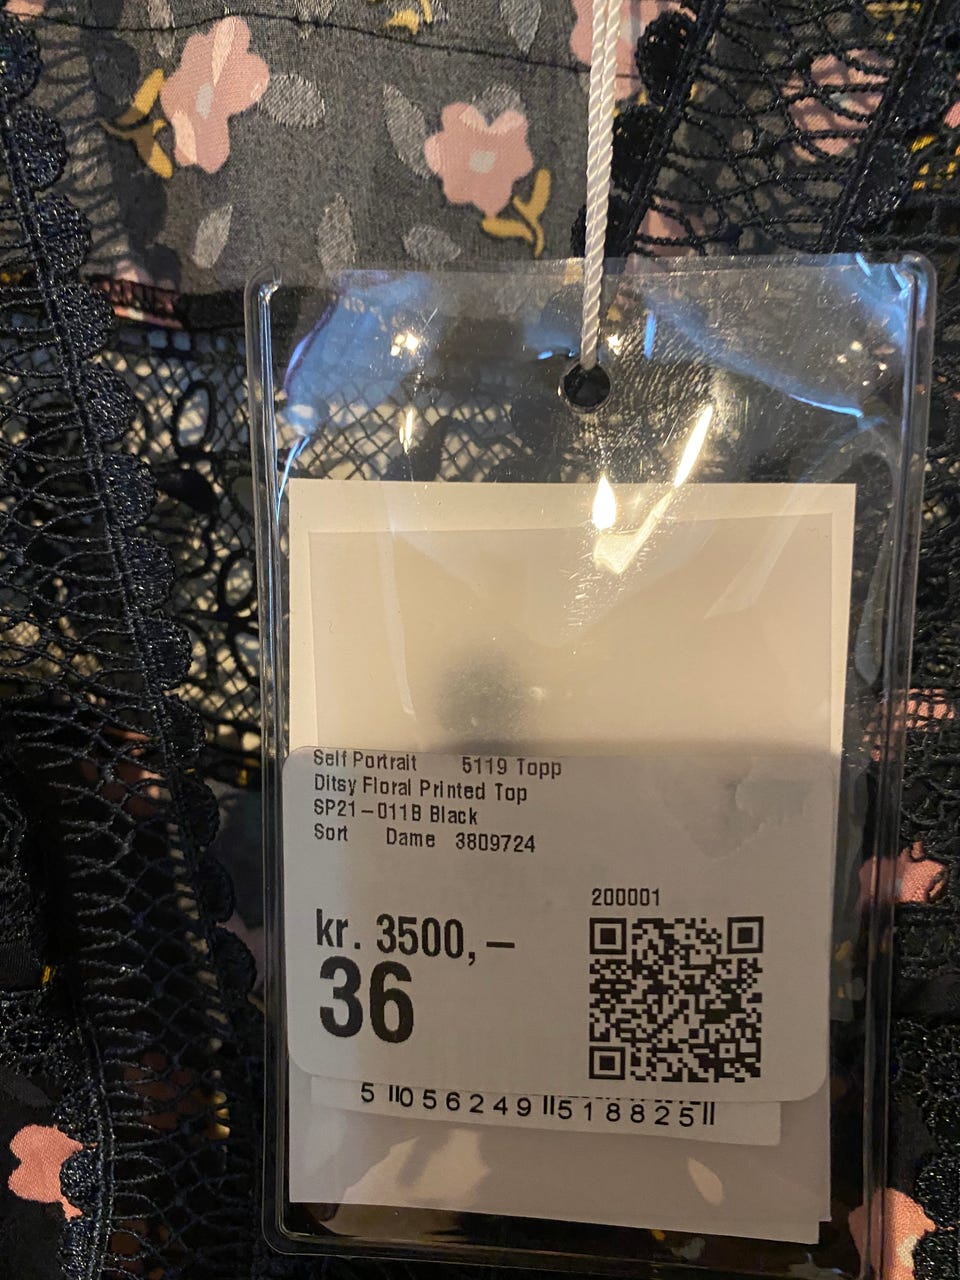 Self Portrait 5119 Topp
Ditsy Floral Printed Top
SP21-011B Black
Sort Dame 3809724
200001
kr. 3500,-
36
5 056249 518825